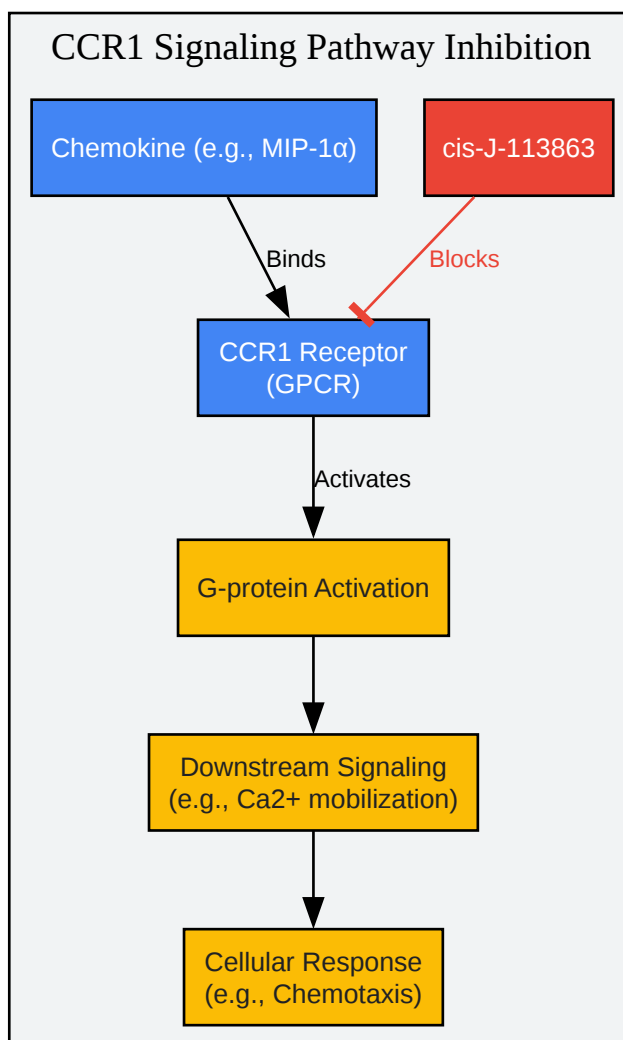 CCR1 Signaling Pathway Inhibition
Chemokine (e.g., MIP-1α)
cis-J-113863
Binds
Blocks
CCR1 Receptor
(GPCR)
Activates
G-protein Activation
Downstream Signaling
(e.g., Ca2+ mobilization)
Cellular Response
(e.g., Chemotaxis)